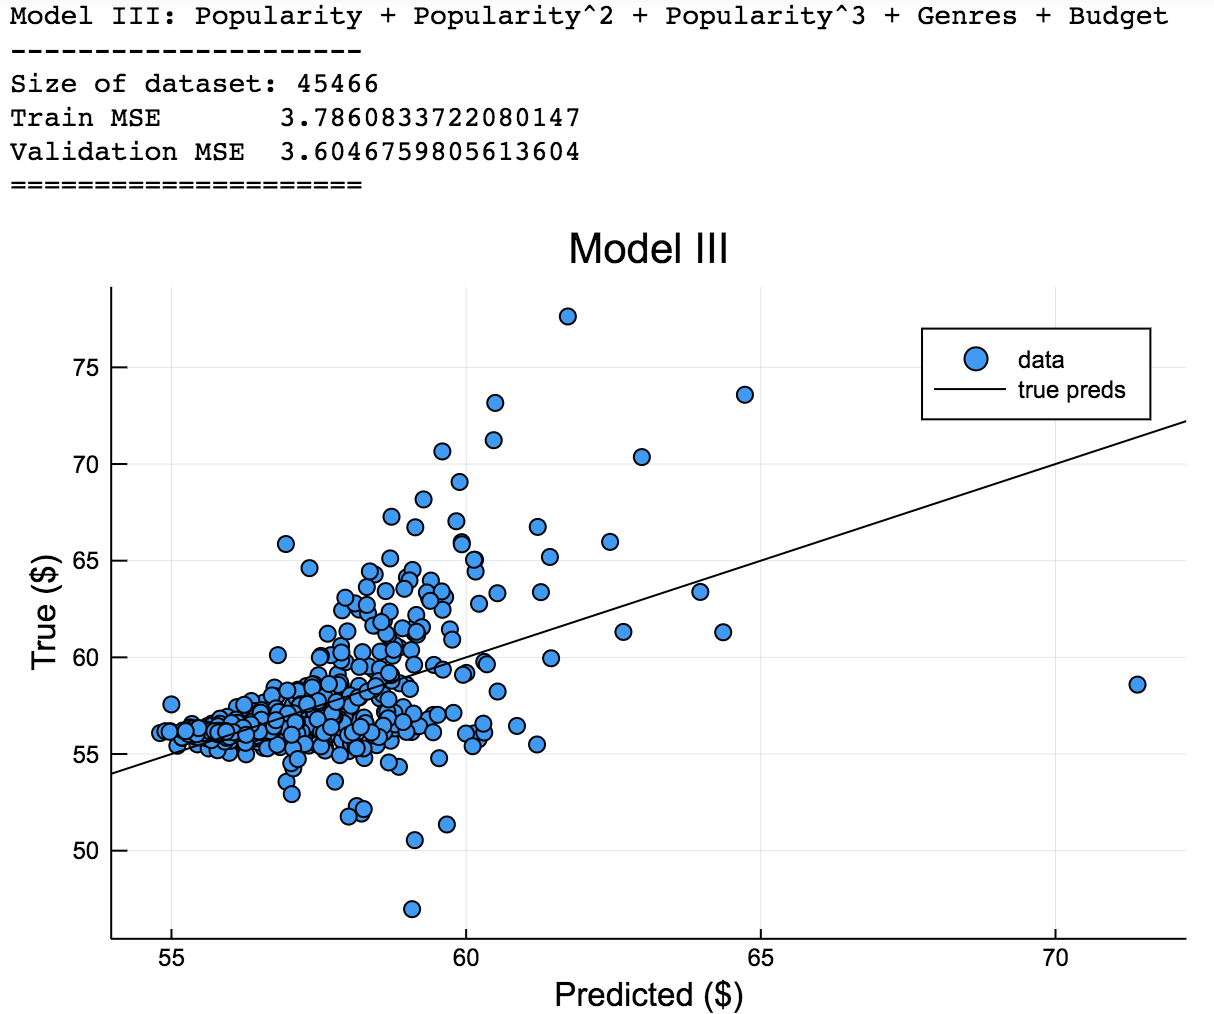 Model III: Popularity + Popularity^2 + Popularity^3 + Genres + Budget
---------------------
Size of dataset: 45466
Train MSE 3.7860833722080147
Validation MSE 3.6046759805613604
=====================
Model III
data
true preds
True ($)
75
70
65
60
55
50
55 60 65 70
Predicted ($)